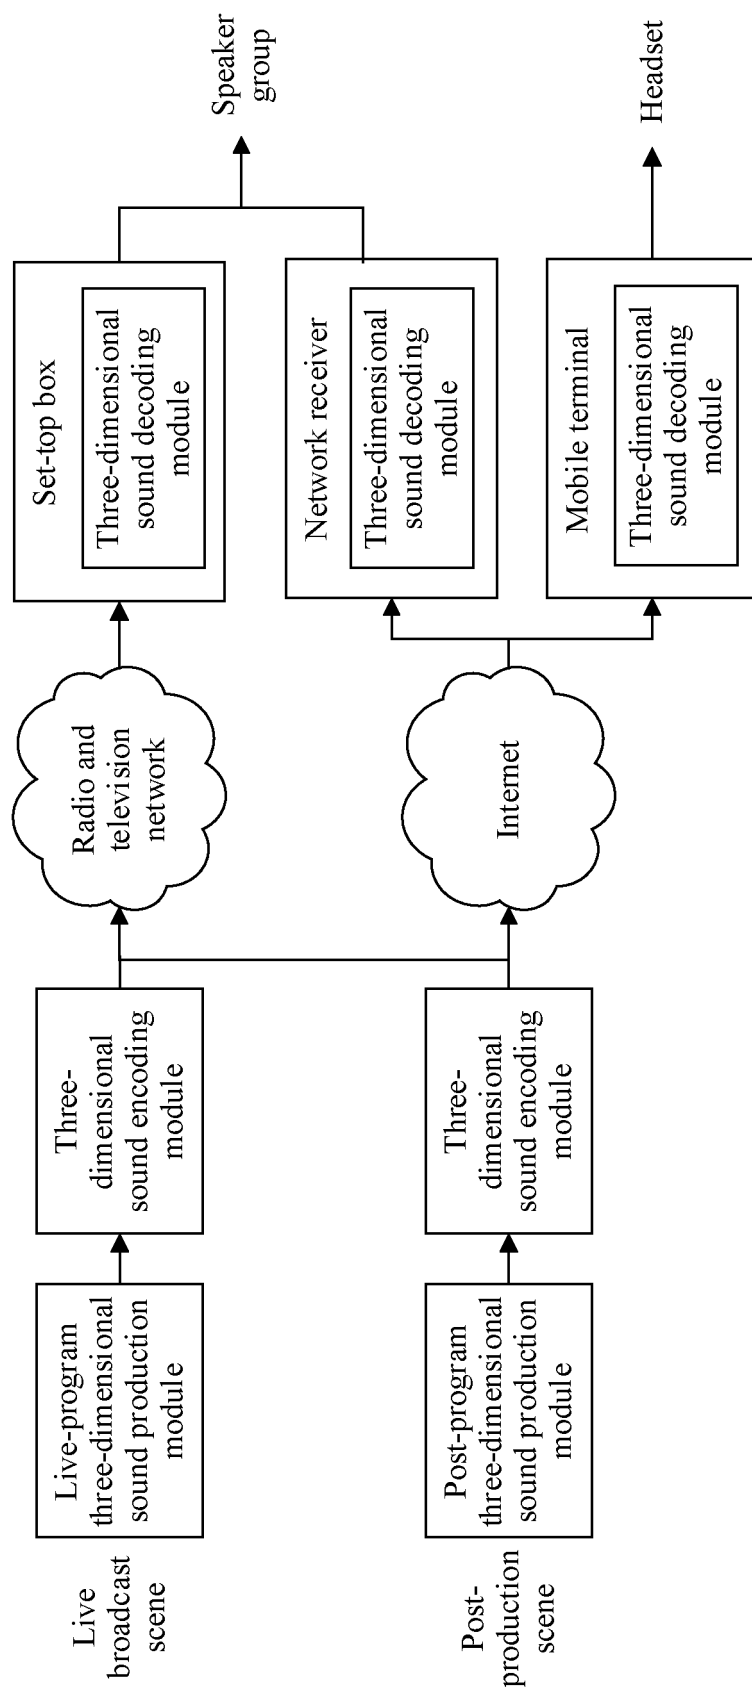 Live
broadcast
scene
Live-program
three-dimensional
sound production
module
Three-
dimensional
sound encoding
module
Radio and
television
network
Set-top box
Three-dimensional
sound decoding
module
Speaker
group
Network receiver
Three-dimensional
sound decoding
module
Post-
production
scene
Post-program
three-dimensional
sound production
module
Three-
dimensional
sound encoding
module
Internet
Mobile terminal
Three-dimensional
sound decoding
module
Headset